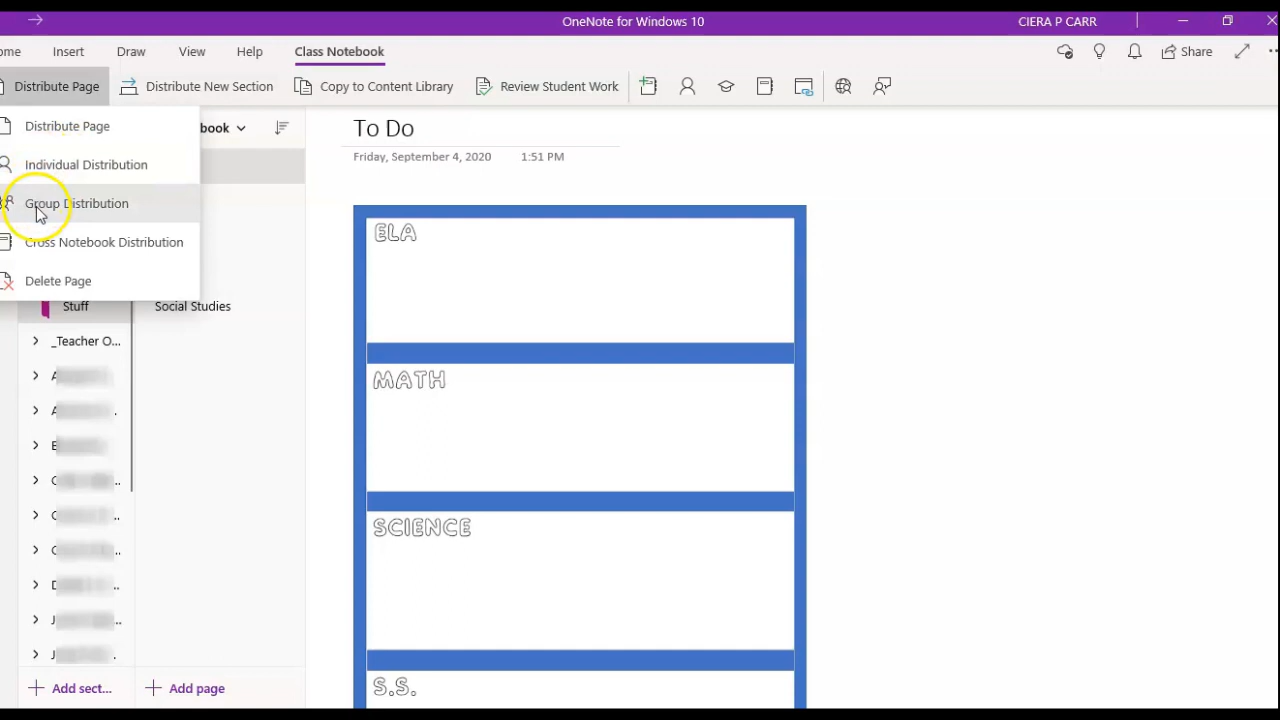 OneNote for Windows 10
CIERA P CARR
ome Insert Draw View Help Class Notebook Share
Distribute Page Distribute New Section Copy to Content Library Review Student Work
Distribute Page
Individual Distribution
Group Distribution
Cross Notebook Distribution
Delete Page
book
To Do
Friday, September 4, 2020 1:51 PM
ELA
MATH
SCIENCE
S.S.
Stuff
Social Studies
_Teacher O...
A
A .
E
C ...
C ...
C ...
D ..
J ...
J .
Add sect...
Add page